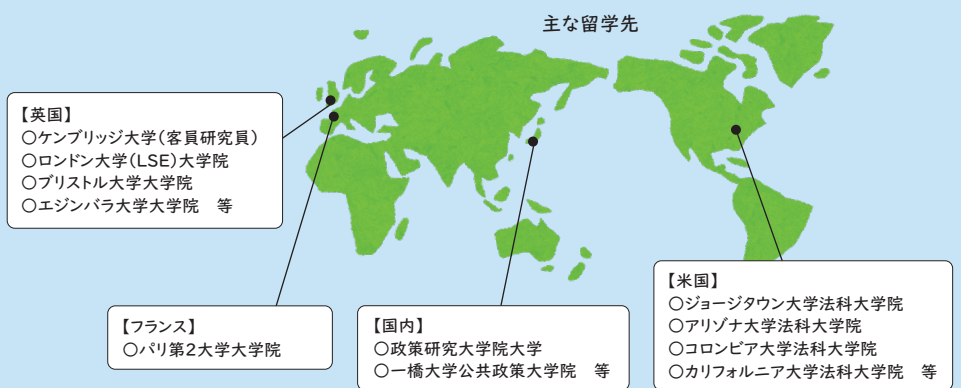 主な留学先
【英国】
○ケンブリッジ大学(客員研究員)
○ロンドン大学(LSE)大学院
○ブリストル大学大学院
○エジンバラ大学大学院　等
【フランス】
○パリ第2大学大学院
【国内】
○政策研究大学院大学
○一橋大学公共政策大学院　等
【米国】
○ジョージタウン大学法科大学院
○アリゾナ大学法科大学院
○コロンビア大学法科大学院
○カリフォルニア大学法科大学院　等